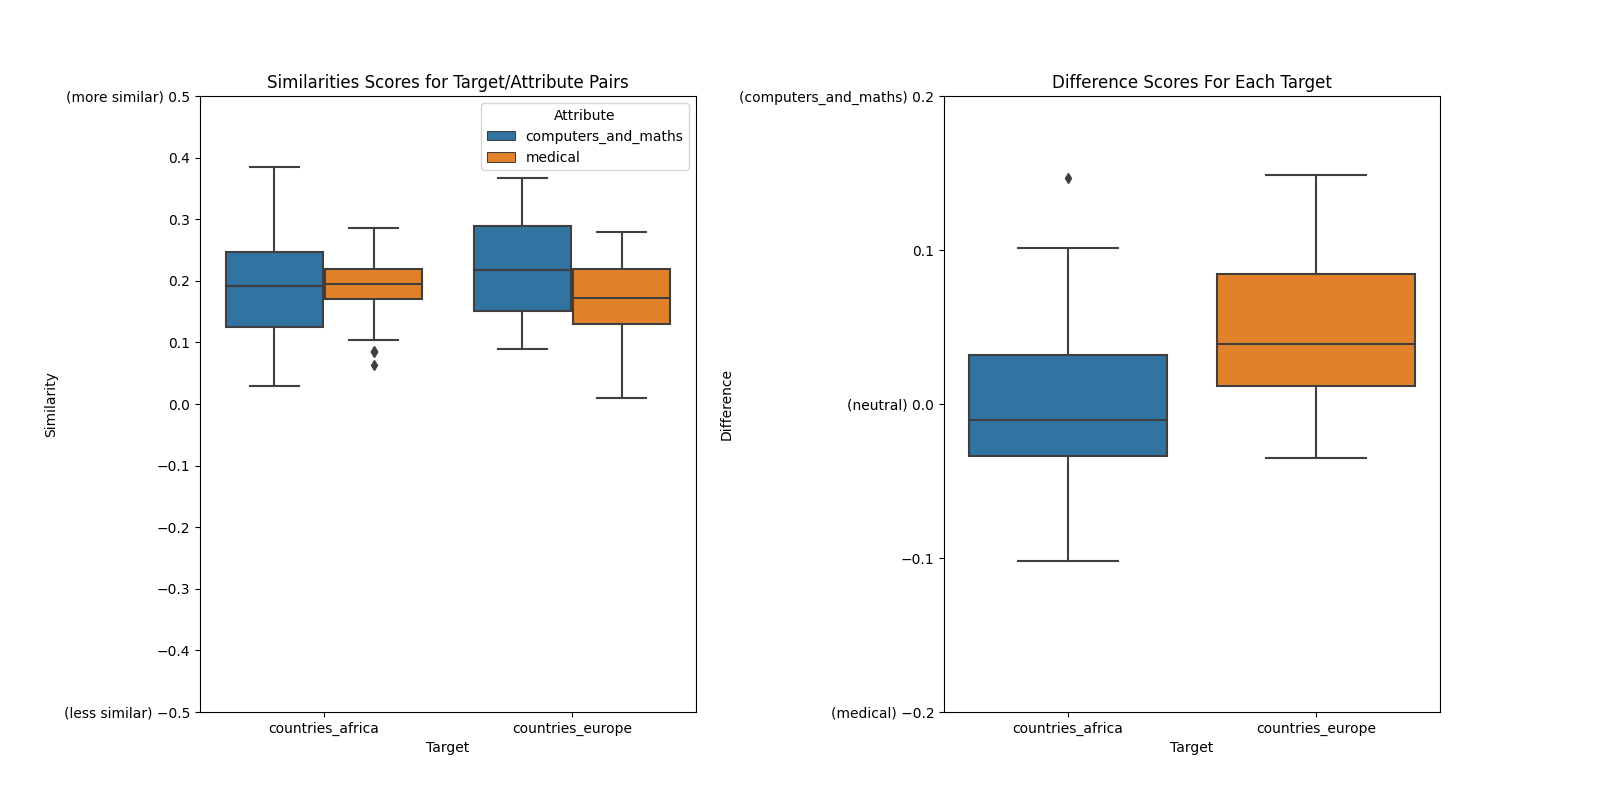 Similarities Scores for Target/Attribute Pairs
(more similar) 0.5
0.4
0.3
0.2
0.1
0.0
−0.1
−0.2
−0.3
−0.4
(less similar) −0.5
Similarity
Attribute
computers_and_maths
medical
countries_africa
countries_europe
Target
Difference Scores For Each Target
(computers_and_maths) 0.2
0.1
(neutral) 0.0
−0.1
(medical) −0.2
Difference
countries_africa
countries_europe
Target